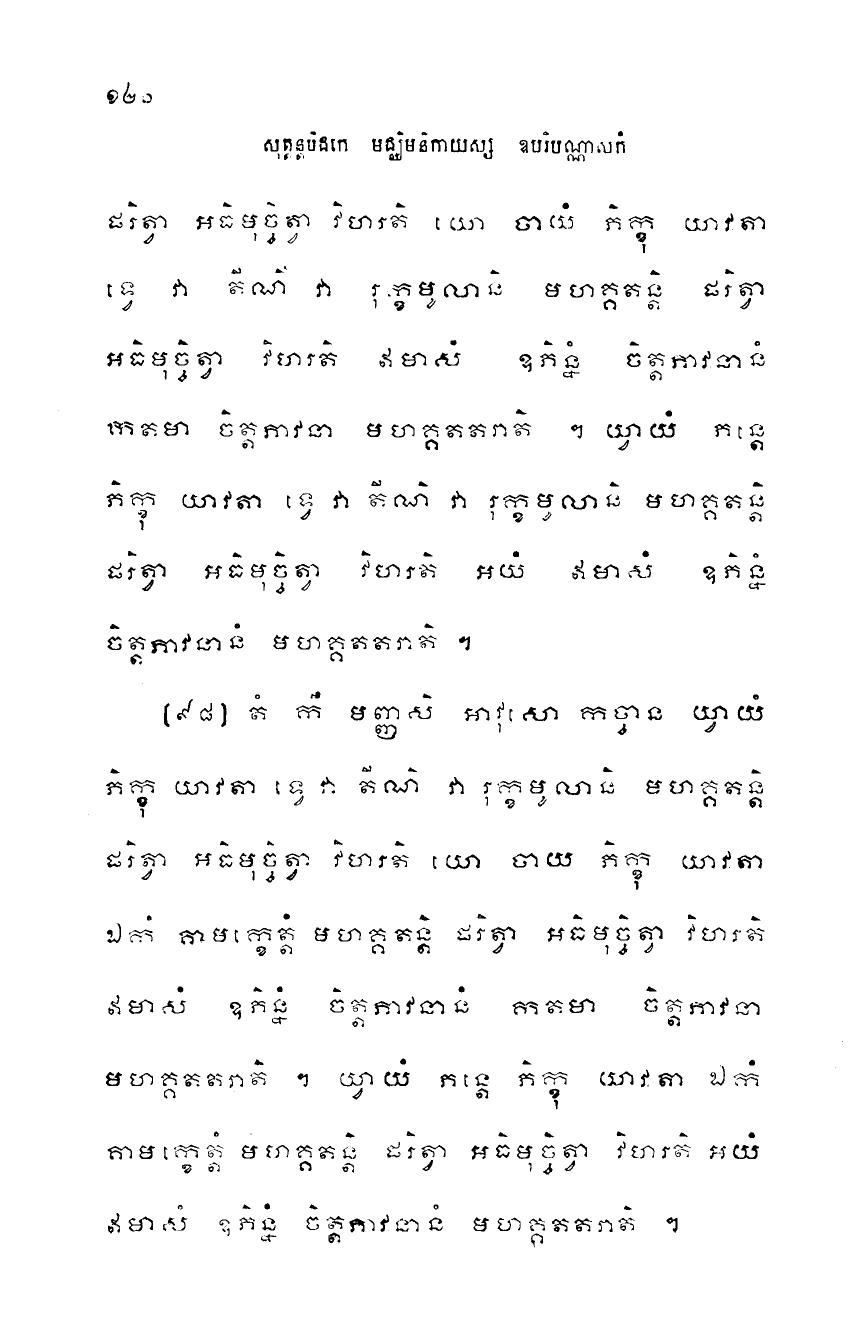 ១២០
សុត្តន្តបិដកេ មជ្ឈិមនិកាយស្ស ឧបរិបណ្ណាសកំ
ផរិត្វា អធិមុច្ចិត្វា វិហរតិ យោ ចាយំ ភិក្ខុ យាវតា
ទ្វេ វា តីណិ វា រុក្ខមូលានិ មហគ្គតន្តិ ផរិត្វា
អធិមុច្ចិត្វា វិហរតិ ឥមាសំ ឧភិន្នំ ចិត្តភាវនានំ
កតមា ចិត្តភាវនា មហគ្គតតរាតិ ។ យ្វាយំ ភន្តេ
ភិក្ខុ យាវតា ទ្វេ វា តីណិ វា រុក្ខមូលានិ មហគ្គតន្តិ
ផរិត្វា អធិមុច្ចិត្វា វិហរតិ អយំ ឥមាសំ ឧភិន្នំ
ចិត្តភាវនានំ មហគ្គតតរាតិ ។
(៩៨) តំ កឹ មញ្ញសិ អាវុសោ កច្ចាន យ្វាយំ
ភិក្ខុ យាវតា ទ្វេ វា តីណិ វា រុក្ខមូលានិ មហគ្គតន្តិ
ផរិត្វា អធិមុច្ចិត្វា វិហរតិ យោ ចាយ ភិក្ខុ យាវតា
ឯកំ គាមក្ខេត្តំ មហគ្គតន្តិ ផរិត្វា អធិមុច្ចិត្វា វិហរតិ
ឥមាសំ ឧភិន្នំ ចិត្តភាវនានំ កតមា ចិត្តភាវនា
មហគ្គតតរាតិ ។ យ្វាយំ ភន្តេ ភិក្ខុ យាវតា ឯកំ
គាមក្ខេត្តំ មហគ្គតន្តិ ផរិត្វា អធិមុច្ចិត្វា វិហរតិ អយំ
ឥមាសំ ឧភិន្នំ ចិត្តភាវនានំ មហគ្គតតរាតិ ។